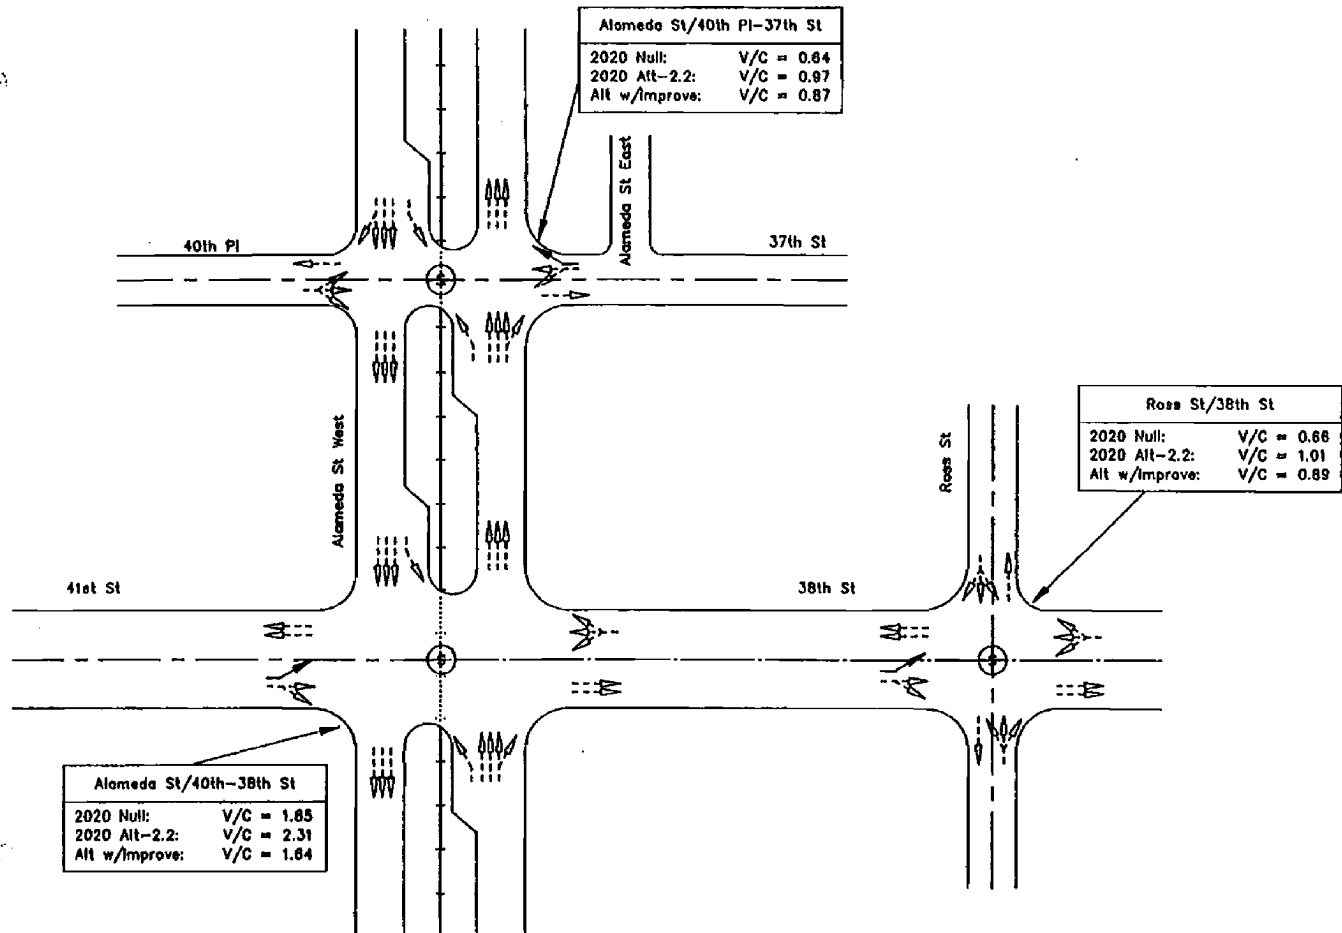 Alameda St/40th Pl-37th St
2020 Null: V/C = 0.64
2020 Alt-2.2: V/C = 0.97
Alt w/Improve: V/C = 0.87
Alameda St East
40th Pl
37th St
Alameda St West
Ross St
Ross St/38th St
2020 Null: V/C = 0.66
2020 Alt-2.2: V/C = 1.01
Alt w/Improve: V/C = 0.89
41st St
38th St
Alameda St/40th-38th St
2020 Null: V/C = 1.85
2020 Alt-2.2: V/C = 2.31
Alt w/Improve: V/C = 1.64